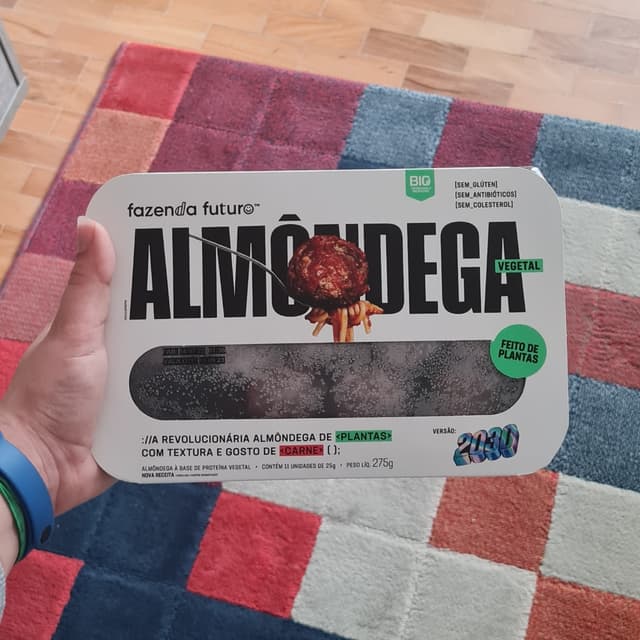 fazenda futuro™
BIO
[SEM_GLÚTEN]
[SEM_ANTIBIÓTICOS]
[SEM_COLESTEROL]
ALMÔNDEGA
VEGETAL
FEITO DE
PLANTAS
://A REVOLUCIONÁRIA ALMÔNDEGA DE <PLANTAS>
COM TEXTURA E GOSTO DE <CARNE> ( );
VERSÃO:
2030
ALMÔNDEGA À BASE DE PROTEÍNA VEGETAL • CONTÉM 11 UNIDADES DE 25g • PESO LÍQ. 275g
NOVA RECEITA